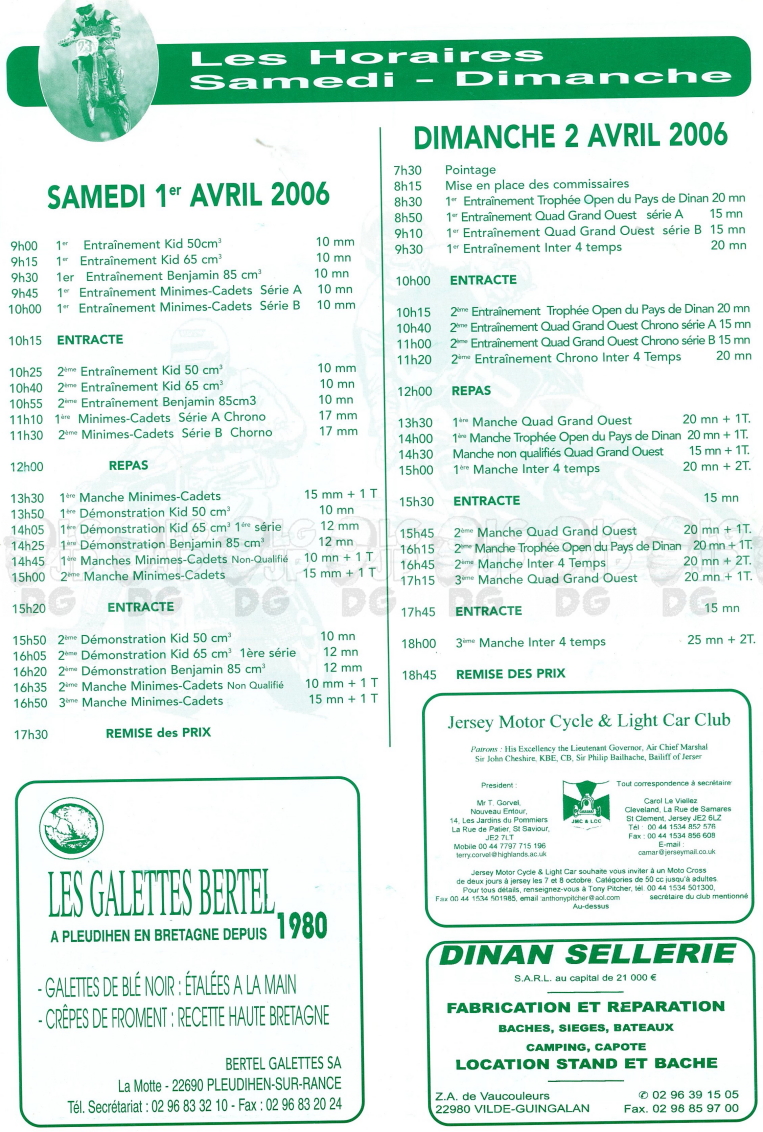 Les Horaires
Samedi - Dimanche
SAMEDI 1er AVRIL 2006
9h00 1er Entraînement Kid 50cm³ 10 mm
9h15 1er Entraînement Kid 65 cm³ 10 mn
9h30 1er Entraînement Benjamin 85 cm³ 10 mn
9h45 1er Entraînement Minimes-Cadets Série A 10 mn
10h00 1er Entraînement Minimes-Cadets Série B 10 mm
10h15 ENTRACTE
10h25 2ème Entraînement Kid 50 cm³ 10 mm
10h40 2ème Entraînement Kid 65 cm³ 10 mn
10h55 2ème Entraînement Benjamin 85cm3 10 mn
11h10 1ère Minimes-Cadets Série A Chrono 17 mm
11h30 2ème Minimes-Cadets Série B Chorno 17 mm
12h00 REPAS
13h30 1ère Manche Minimes-Cadets 15 mm + 1 T
13h50 1ère Démonstration Kid 50 cm³ 10 mn
14h05 1ère Démonstration Kid 65 cm³ 1ère série 12 mm
14h25 1ère Démonstration Benjamin 85 cm³ 12 mn
14h45 1ère Manches Minimes-Cadets Non-Qualifié 10 mn + 1 T
15h00 2ème Manche Minimes-Cadets 15 mm + 1 T
15h20 ENTRACTE
15h50 2ème Démonstration Kid 50 cm³ 10 mn
16h05 2ème Démonstration Kid 65 cm³ 1ère série 12 mn
16h20 2ème Démonstration Benjamin 85 cm³ 12 mm
16h35 2ème Manche Minimes-Cadets Non Qualifié 10 mm + 1 T
16h50 3ème Manche Minimes-Cadets 15 mn + 1 T
17h30 REMISE des PRIX
DIMANCHE 2 AVRIL 2006
7h30 Pointage
8h15 Mise en place des commissaires
8h30 1er Entraînement Trophée Open du Pays de Dinan 20 mn
8h50 1er Entraînement Quad Grand Ouest série A 15 mn
9h10 1er Entraînement Quad Grand Ouest série B 15 mn
9h30 1er Entraînement Inter 4 temps 20 mn
10h00 ENTRACTE
10h15 2ème Entraînement Trophée Open du Pays de Dinan 20 mn
10h40 2ème Entraînement Quad Grand Ouest Chrono série A 15 mn
11h00 2ème Entraînement Quad Grand Ouest Chrono série B 15 mn
11h20 2ème Entraînement Chrono Inter 4 Temps 20 mn
12h00 REPAS
13h30 1ère Manche Quad Grand Ouest 20 mn + 1T.
14h00 1ère Manche Trophée Open du Pays de Dinan 20 mn + 1T.
14h30 Manche non qualifiés Quad Grand Ouest 15 mn + 1T.
15h00 1ère Manche Inter 4 temps 20 mn + 2T.
15h30 ENTRACTE 15 mn
15h45 2ème Manche Quad Grand Ouest 20 mn + 1T.
16h15 2ème Manche Trophée Open du Pays de Dinan 20 mn + 1T.
16h45 2ème Manche Inter 4 Temps 20 mn + 2T.
17h15 3ème Manche Quad Grand Ouest 20 mn + 1T.
17h45 ENTRACTE 15 mn
18h00 3ème Manche Inter 4 temps 25 mn + 2T.
18h45 REMISE DES PRIX
DG DG DG DG DG DG DG
LES GALETTES BERTEL
A PLEUDIHEN EN BRETAGNE DEPUIS 1980
- GALETTES DE BLÉ NOIR : ÉTALÉES A LA MAIN
- CRÊPES DE FROMENT : RECETTE HAUTE BRETAGNE
BERTEL GALETTES SA
La Motte - 22690 PLEUDIHEN-SUR-RANCE
Tél. Secrétariat : 02 96 83 32 10 - Fax : 02 96 83 20 24
Jersey Motor Cycle & Light Car Club
Patrons : His Excellency the Lieutenant Governor, Air Chief Marshal
Sir John Cheshire, KBE, CB, Sir Philip Bailhache, Bailiff of Jerser
President :
Mr T. Gorvel,
Nouveau Entour,
14, Les Jardins du Pommiers
La Rue de Patier, St Saviour,
JE2 7LT
Mobile 00 44 7797 715 196
terry.corvel@highlands.ac.uk
JMC & LCC
Tout correspondence à secrétaire
Carol Le Viellez
Cleveland, La Rue de Samares
St Clement, Jersey JE2 6LZ
Tél : 00 44 1534 852 576
Fax : 00 44 1534 856 608
E-mail :
camar@jerseymail.co.uk
Jersey Motor Cycle & Light Car souhaite vous inviter à un Moto Cross
de deux jours à jersey les 7 et 8 octobre. Catégories de 50 cc jusqu'à adultes.
Pour tous détails, renseignez-vous à Tony Pitcher, tél. 00 44 1534 501300,
Fax 00 44 1534 501985, email :anthonypitcher@aol.com secrétaire du club mentionné
Au-dessus
DINAN SELLERIE
S.A.R.L. au capital de 21 000 €
FABRICATION ET REPARATION
BACHES, SIEGES, BATEAUX
CAMPING, CAPOTE
LOCATION STAND ET BACHE
Z.A. de Vaucouleurs ✆ 02 96 39 15 05
22980 VILDE-GUINGALAN Fax. 02 96 85 97 00